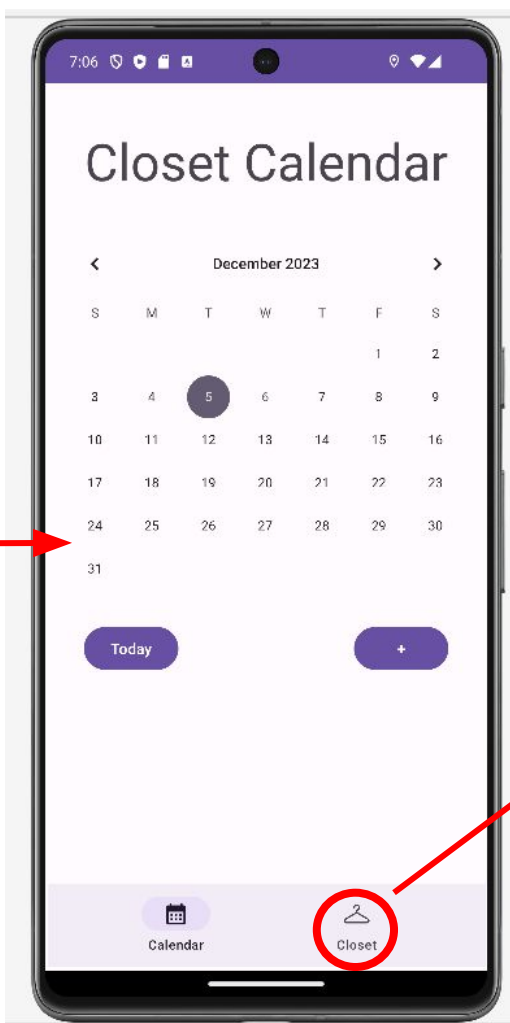 7:06
Closet Calendar
December 2023
S M T W T F S
1 2
3 4 5 6 7 8 9
10 11 12 13 14 15 16
17 18 19 20 21 22 23
24 25 26 27 28 29 30
31
Today +
Calendar Closet